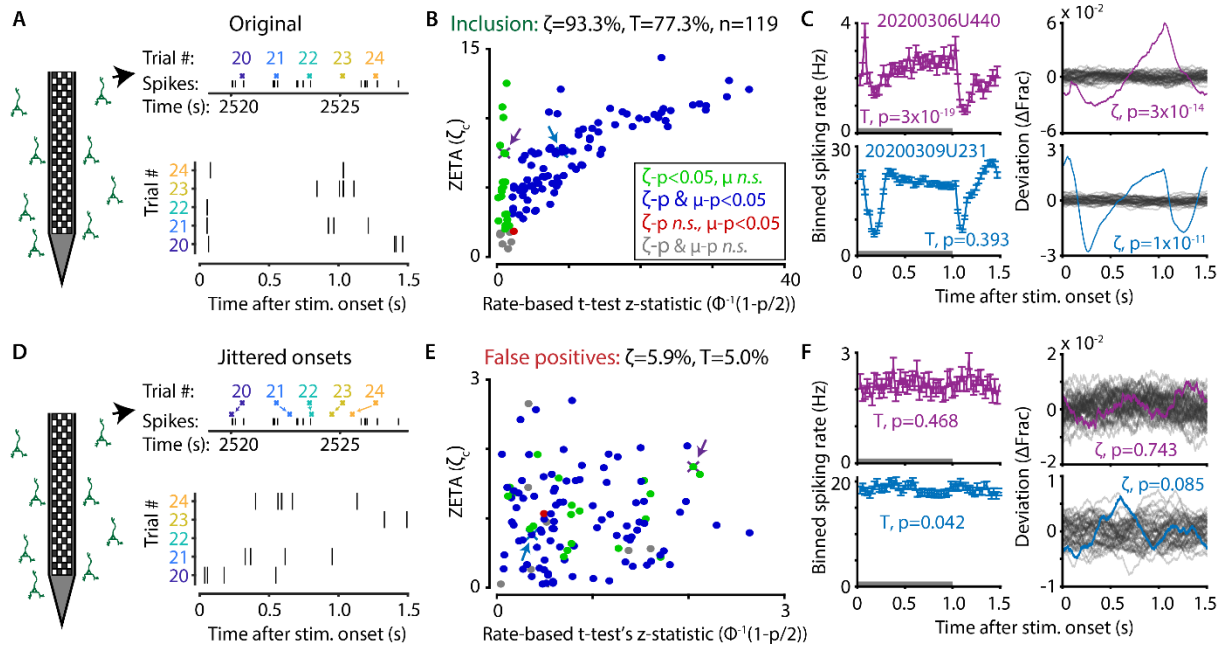 A
Original
Trial #:
20 21 22 23 24
Spikes:
Time (s):
2520 2525
Trial #
24
23
22
21
20
0 0.5 1.0 1.5
Time after stim. onset (s)
B
Inclusion: ζ=93.3%, T=77.3%, n=119
15
ZETA (ζc)
0
40
ζ-p<0.05, μ n.s.
ζ-p & μ-p<0.05
ζ-p n.s., μ-p<0.05
ζ-p & μ-p n.s.
Rate-based t-test z-statistic (Φ⁻¹(1-p/2))
C
20200306U440
4
2
0
T, p=3x10⁻¹⁹
20200309U231
30
15
0
T, p=0.393
Binned spiking rate (Hz)
0 0.5 1.0 1.5
x 10⁻²
6
0
-6
ζ, p=3x10⁻¹⁴
3
0
-3
ζ, p=1x10⁻¹¹
Deviation (ΔFrac)
0 0.5 1.0 1.5
Time after stim. onset (s)
D
Jittered onsets
Trial #:
20 21 22 23 24
Spikes:
Time (s):
2520 2525
Trial #
24
23
22
21
20
0 0.5 1.0 1.5
Time after stim. onset (s)
E
False positives: ζ=5.9%, T=5.0%
3
ZETA (ζc)
0
3
Rate-based t-test's z-statistic (Φ⁻¹(1-p/2))
F
3
2
0
T, p=0.468
20
10
0
T, p=0.042
Binned spiking rate (Hz)
0 0.5 1.0 1.5
x 10⁻²
2
0
2
ζ, p=0.743
1
0
-1
ζ, p=0.085
Deviation (ΔFrac)
0 0.5 1.0 1.5
Time after stim. onset (s)